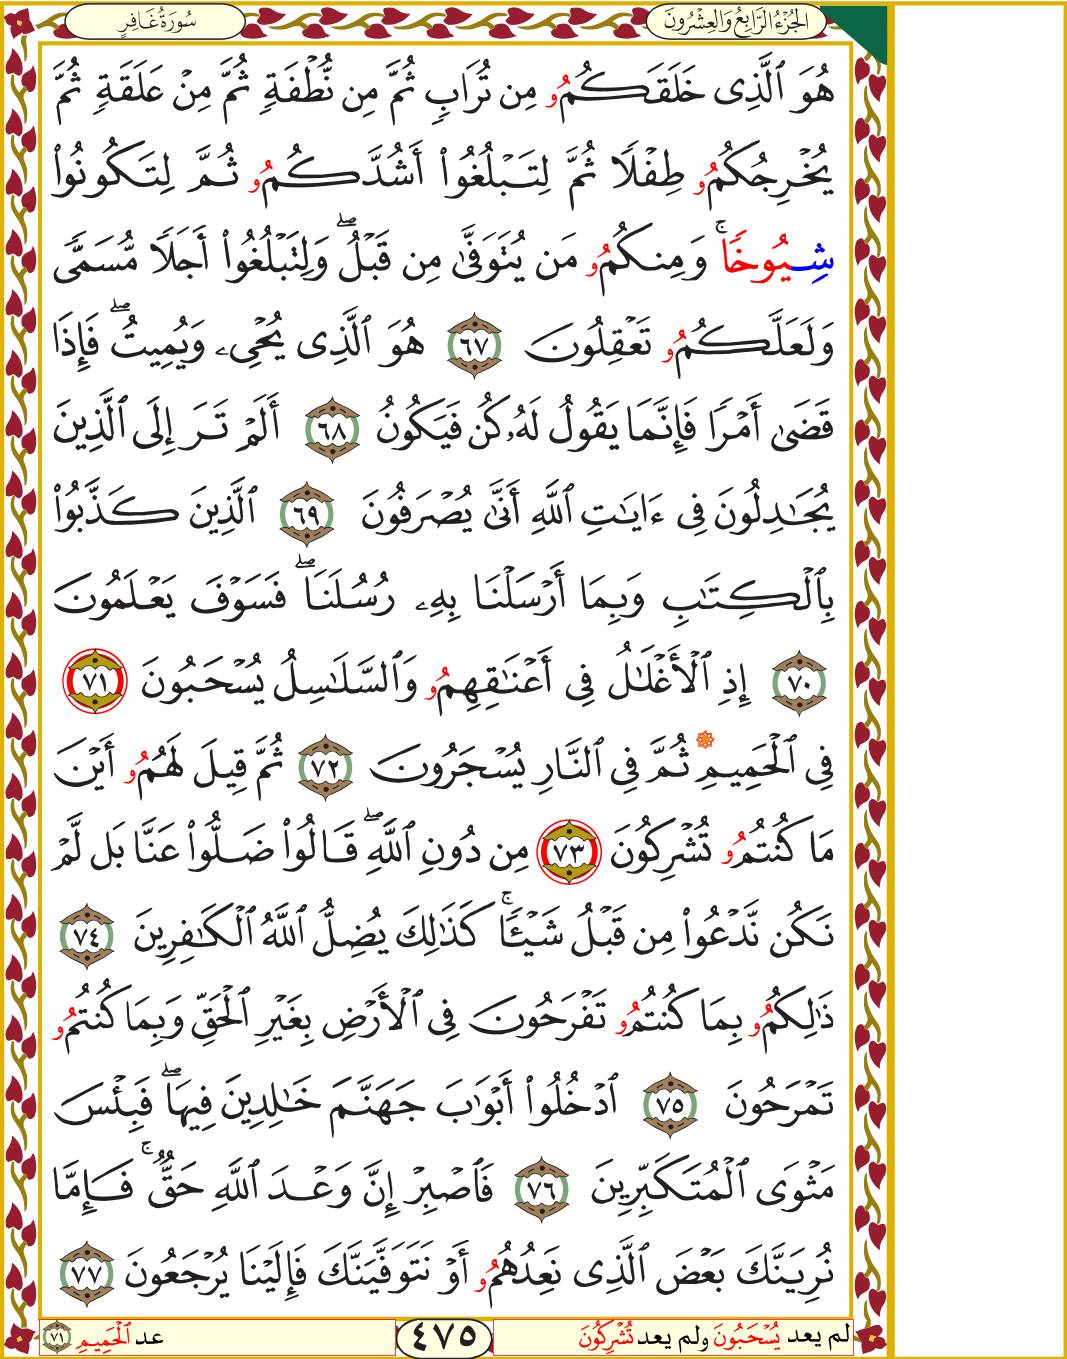 الجُزْءُ الرَّابِعُ وَالعِشْرُونَ
سُورَةُ غَافِرٍ
هُوَ ٱلَّذِى خَلَقَكُمُو مِن تُرَابٍ ثُمَّ مِن نُّطْفَةٍ ثُمَّ مِنْ عَلَقَةٍ ثُمَّ
يُخْرِجُكُمُو طِفْلًا ثُمَّ لِتَبْلُغُوٓا۟ أَشُدَّكُمُو ثُمَّ لِتَكُونُوا۟
شِيُوخًاۚ وَمِنكُمُو مَن يُتَوَفَّىٰ مِن قَبْلُۖ وَلِتَبْلُغُوٓا۟ أَجَلًا مُّسَمًّى
وَلَعَلَّكُمُو تَعْقِلُونَ ٦٧ هُوَ ٱلَّذِى يُحْىِۦ وَيُمِيتُۖ فَإِذَا
قَضَىٰٓ أَمْرًا فَإِنَّمَا يَقُولُ لَهُۥ كُن فَيَكُونُ ٦٨ أَلَمْ تَرَ إِلَى ٱلَّذِينَ
يُجَـٰدِلُونَ فِىٓ ءَايَـٰتِ ٱللَّهِ أَنَّىٰ يُصْرَفُونَ ٦٩ ٱلَّذِينَ كَذَّبُوا۟
بِٱلْكِتَـٰبِ وَبِمَآ أَرْسَلْنَا بِهِۦ رُسُلَنَاۖ فَسَوْفَ يَعْلَمُونَ
٧٠ إِذِ ٱلْأَغْلَـٰلُ فِىٓ أَعْنَـٰقِهِمُو وَٱلسَّلَـٰسِلُ يُسْحَبُونَ ٧١
فِى ٱلْحَمِيمِ ثُمَّ فِى ٱلنَّارِ يُسْجَرُونَ ٧٢ ثُمَّ قِيلَ لَهُمُو أَيْنَ
مَا كُنتُمُو تُشْرِكُونَ ٧٣ مِن دُونِ ٱللَّهِۖ قَالُوا۟ ضَلُّوا۟ عَنَّا بَل لَّمْ
نَكُن نَّدْعُوا۟ مِن قَبْلُ شَيْـًٔاۚ كَذَٰلِكَ يُضِلُّ ٱللَّهُ ٱلْكَـٰفِرِينَ ٧٤
ذَٰلِكُمُو بِمَا كُنتُمُو تَفْرَحُونَ فِى ٱلْأَرْضِ بِغَيْرِ ٱلْحَقِّ وَبِمَا كُنتُمُو
تَمْرَحُونَ ٧٥ ٱدْخُلُوٓا۟ أَبْوَٰبَ جَهَنَّمَ خَـٰلِدِينَ فِيهَاۖ فَبِئْسَ
مَثْوَى ٱلْمُتَكَبِّرِينَ ٧٦ فَٱصْبِرْ إِنَّ وَعْدَ ٱللَّهِ حَقٌّۚ فَإِمَّا
نُرِيَنَّكَ بَعْضَ ٱلَّذِى نَعِدُهُمُو أَوْ نَتَوَفَّيَنَّكَ فَإِلَيْنَا يُرْجَعُونَ ٧٧
لم يعد يُسْحَبُونَ ولم يعد تُشْرِكُونَ
٤٧٥
عد ٱلْحَمِيمِ ٧١